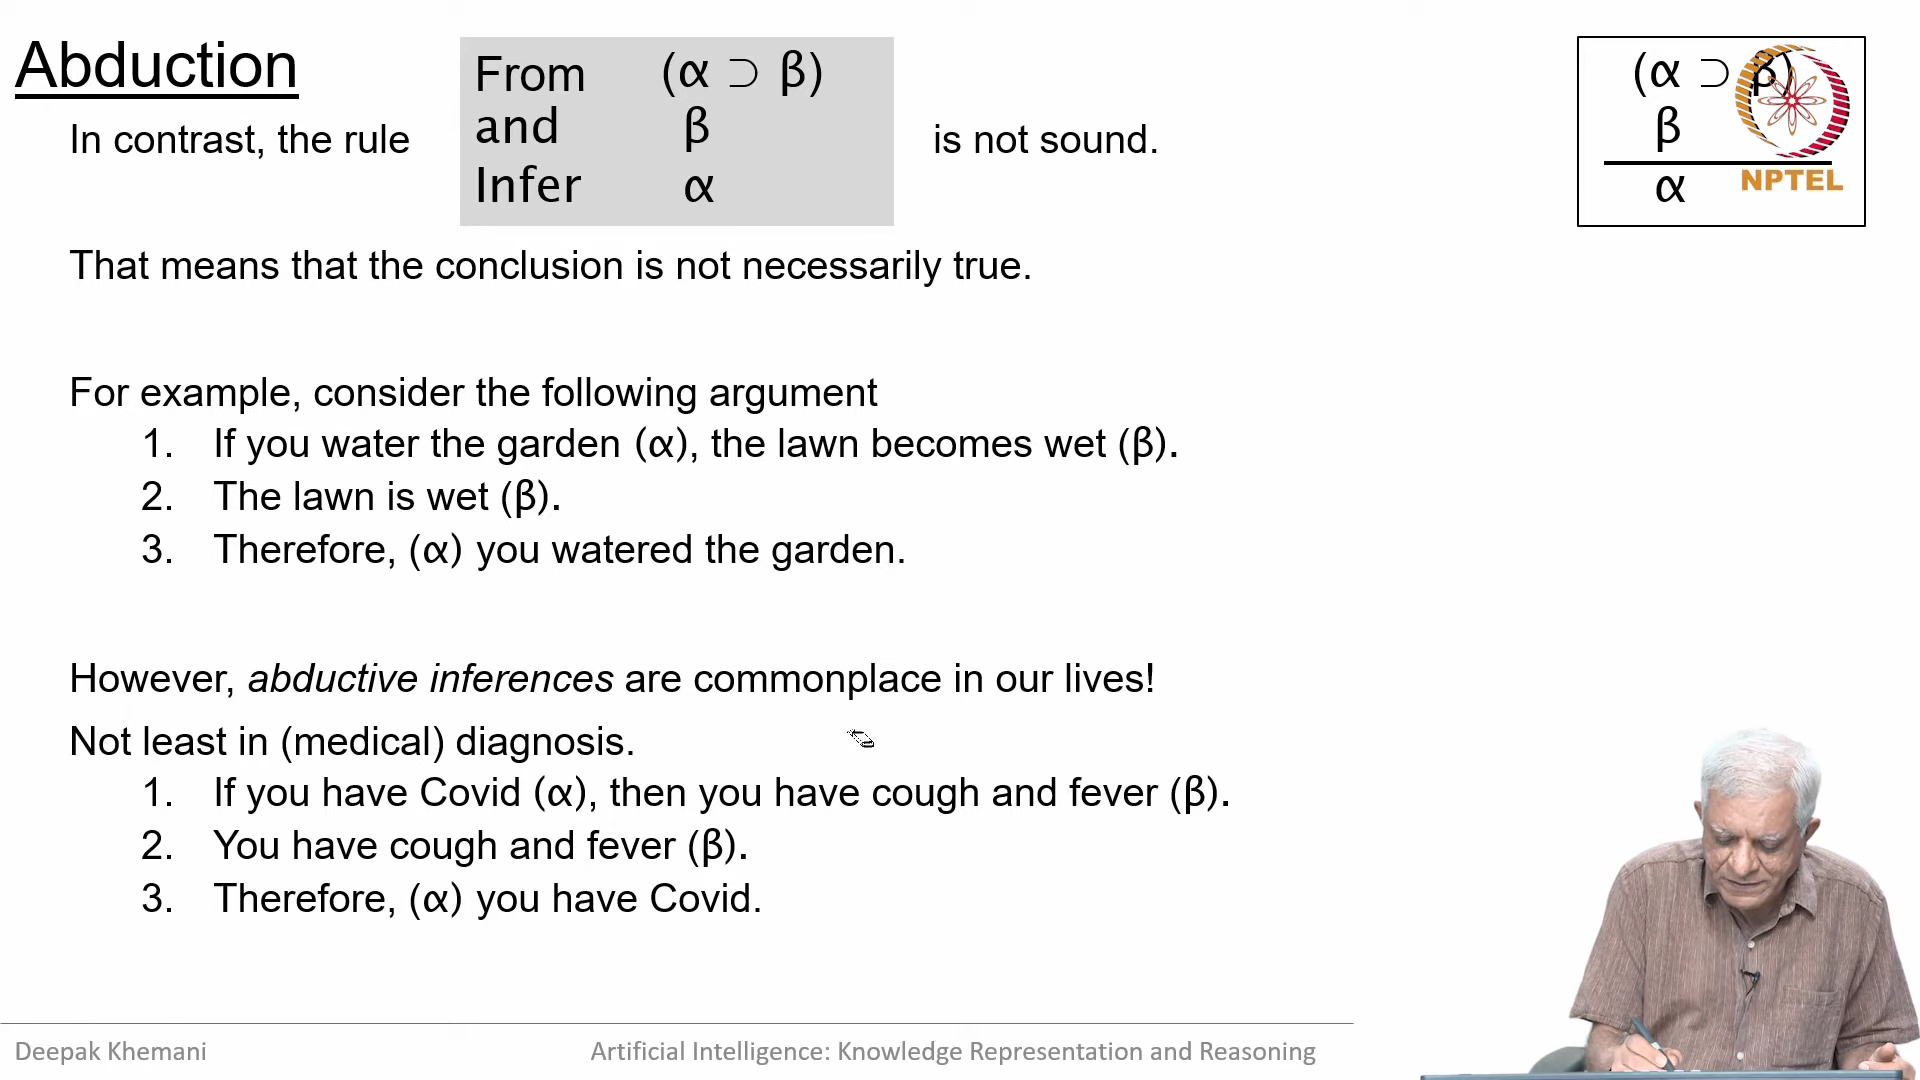 Abduction
From (α ⊃ β)
and β
Infer α
In contrast, the rule
is not sound.
(α ⊃ β)
β
α
NPTEL
That means that the conclusion is not necessarily true.
For example, consider the following argument
1. If you water the garden (α), the lawn becomes wet (β).
2. The lawn is wet (β).
3. Therefore, (α) you watered the garden.
However, abductive inferences are commonplace in our lives!
Not least in (medical) diagnosis.
1. If you have Covid (α), then you have cough and fever (β).
2. You have cough and fever (β).
3. Therefore, (α) you have Covid.
Deepak Khemani
Artificial Intelligence: Knowledge Representation and Reasoning